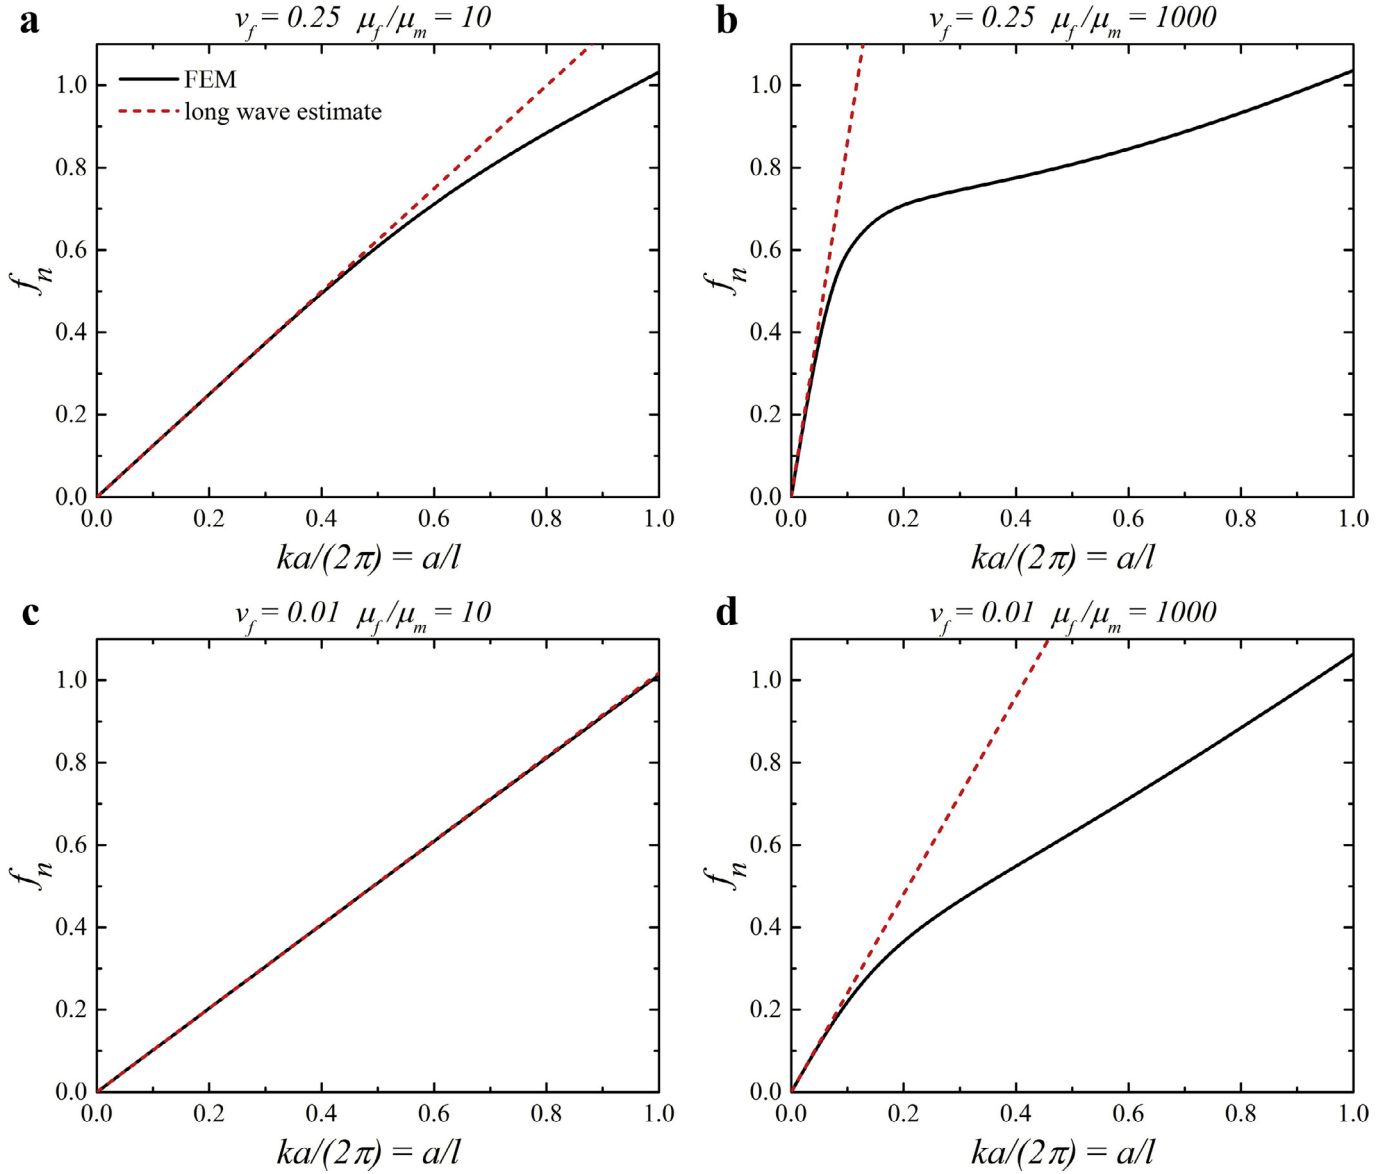 a
v_f = 0.25 μ_f/μ_m = 10
FEM
long wave estimate
1.0
0.8
0.6
0.4
0.2
0.0
f_n
0.0 0.2 0.4 0.6 0.8 1.0
ka/(2π) = a/l
b
v_f = 0.25 μ_f/μ_m = 1000
1.0
0.8
0.6
0.4
0.2
0.0
f_n
0.0 0.2 0.4 0.6 0.8 1.0
ka/(2π) = a/l
c
v_f = 0.01 μ_f/μ_m = 10
1.0
0.8
0.6
0.4
0.2
0.0
f_n
0.0 0.2 0.4 0.6 0.8 1.0
ka/(2π) = a/l
d
v_f = 0.01 μ_f/μ_m = 1000
1.0
0.8
0.6
0.4
0.2
0.0
f_n
0.0 0.2 0.4 0.6 0.8 1.0
ka/(2π) = a/l